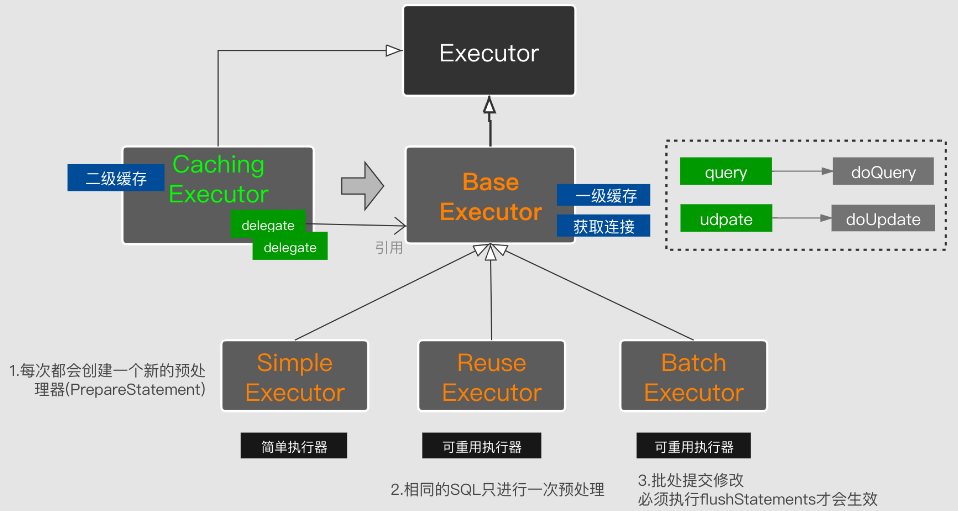 Executor
二级缓存
Caching
Executor
delegate
delegate
引用
Base
Executor
一级缓存
获取连接
query
doQuery
udpate
doUpdate
1.每次都会创建一个新的预处
理器(PrepareStatement)
Simple
Executor
Reuse
Executor
Batch
Executor
简单执行器
可重用执行器
可重用执行器
2.相同的SQL只进行一次预处理
3.批处提交修改
必须执行flushStatements才会生效